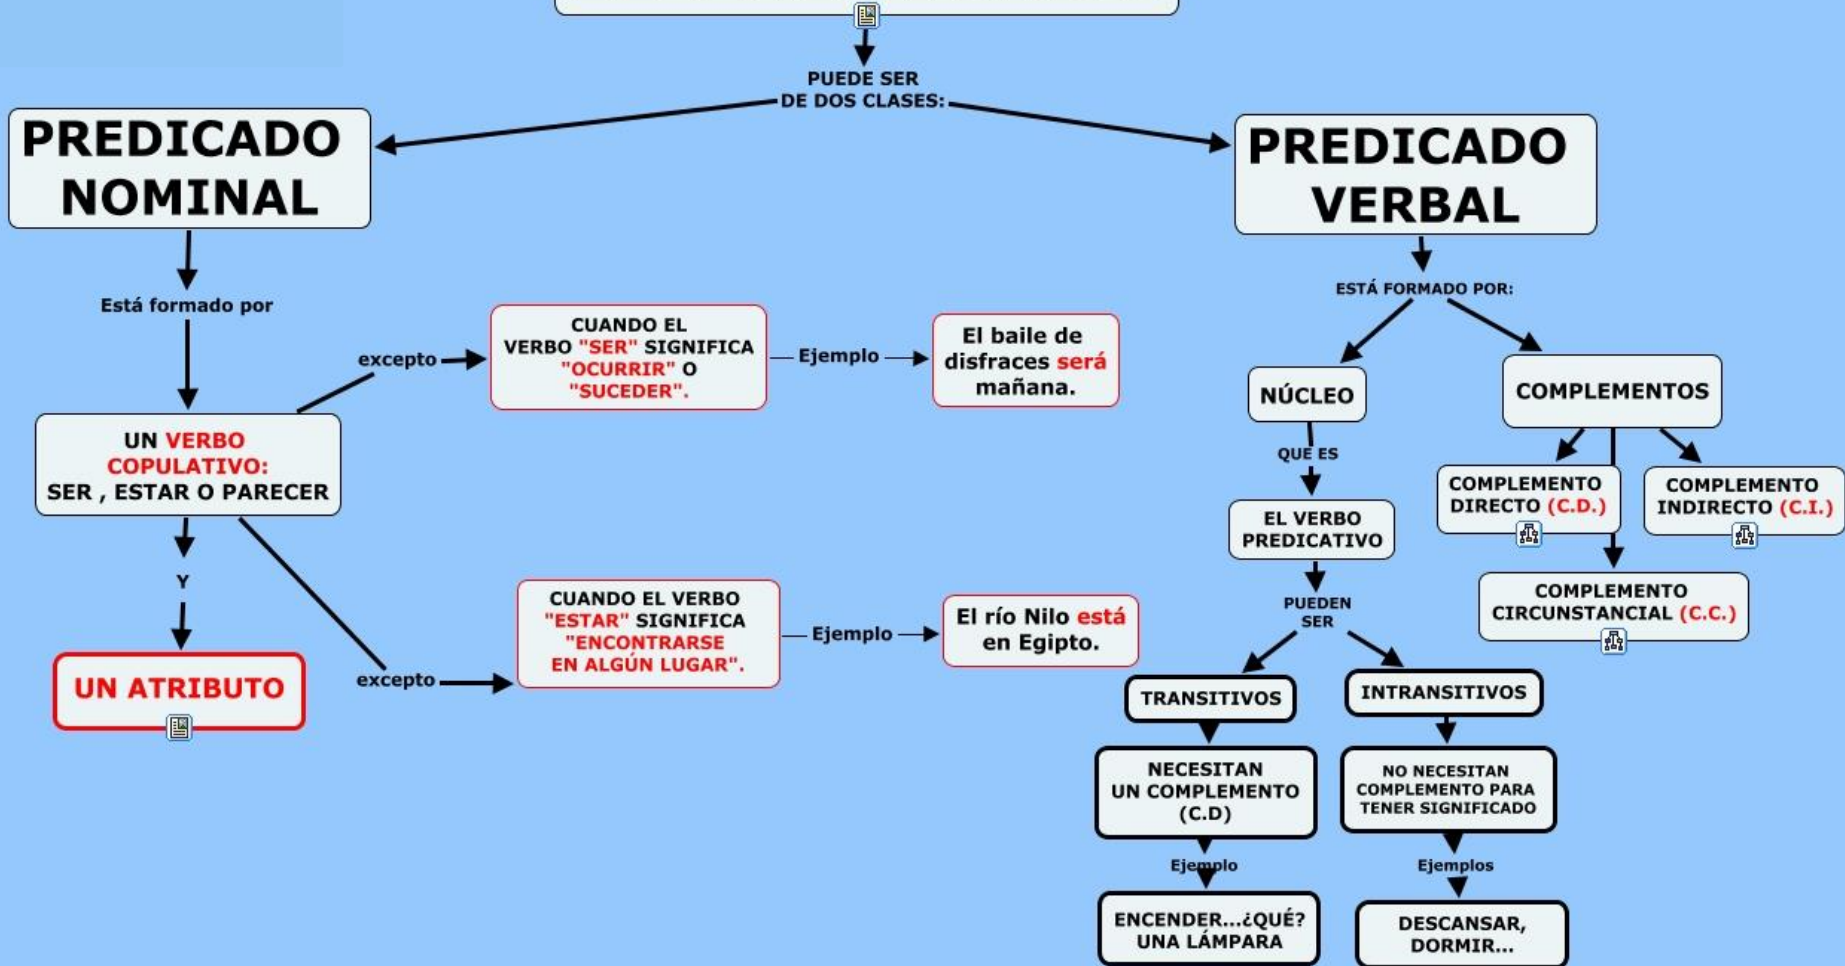 PUEDE SER
DE DOS CLASES:
PREDICADO
NOMINAL
Está formado por
UN VERBO
COPULATIVO:
SER , ESTAR O PARECER
excepto
CUANDO EL
VERBO "SER" SIGNIFICA
"OCURRIR" O
"SUCEDER".
Ejemplo
El baile de
disfraces será
mañana.
Y
UN ATRIBUTO
excepto
CUANDO EL VERBO
"ESTAR" SIGNIFICA
"ENCONTRARSE
EN ALGÚN LUGAR".
Ejemplo
El río Nilo está
en Egipto.
PREDICADO
VERBAL
ESTÁ FORMADO POR:
NÚCLEO
QUE ES
EL VERBO
PREDICATIVO
PUEDEN
SER
TRANSITIVOS
NECESITAN
UN COMPLEMENTO
(C.D)
Ejemplo
ENCENDER...¿QUÉ?
UNA LÁMPARA
INTRANSITIVOS
NO NECESITAN
COMPLEMENTO PARA
TENER SIGNIFICADO
Ejemplos
DESCANSAR,
DORMIR...
COMPLEMENTOS
COMPLEMENTO
DIRECTO (C.D.)
COMPLEMENTO
INDIRECTO (C.I.)
COMPLEMENTO
CIRCUNSTANCIAL (C.C.)